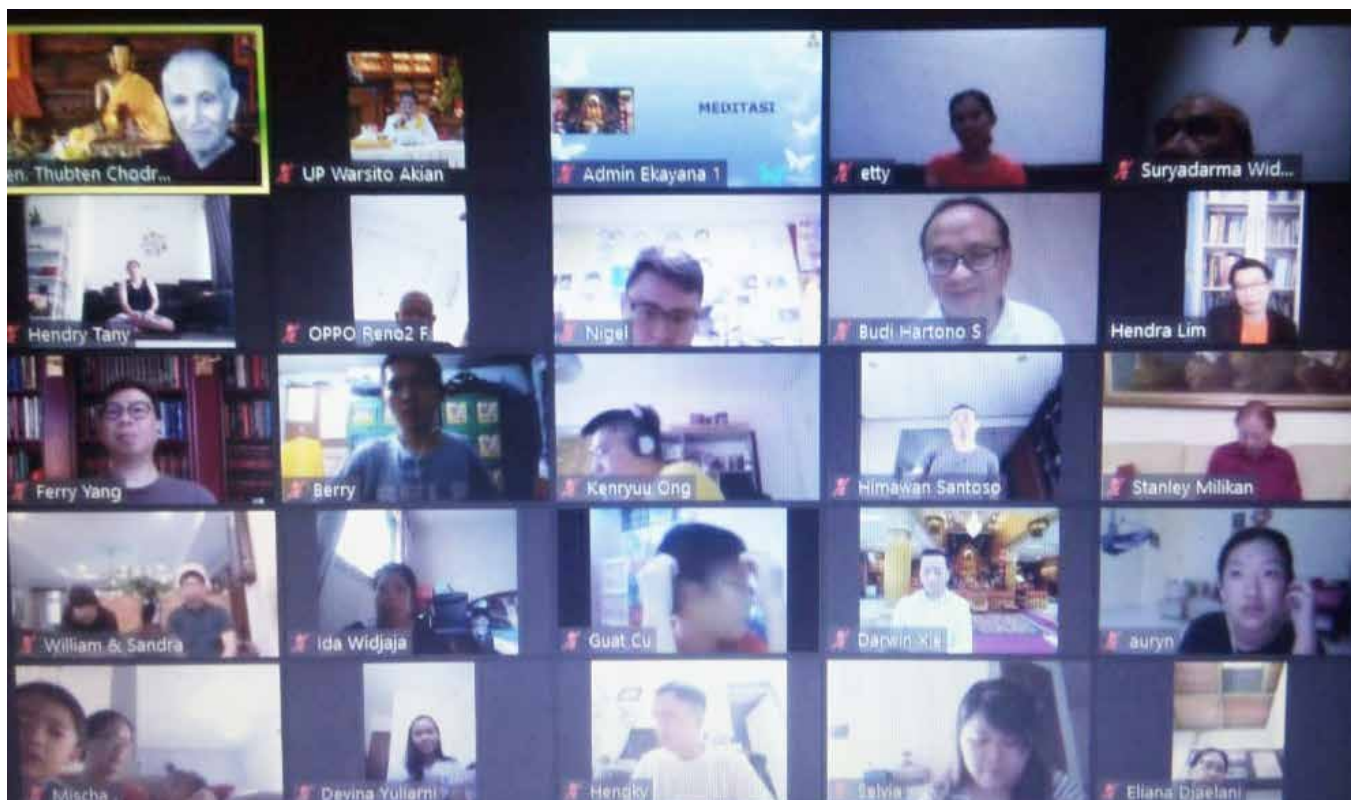 en. Thubten Chodr...
UP Warsito Akian
MEDITASI
Admin Ekayana 1
etty
Suryadarma Wid...
Hendry Tany
OPPO Reno2 F
Nigel
Budi Hartono S
Hendra Lim
Ferry Yang
Berry
Kenryuu Ong
Himawan Santoso
Stanley Milikan
William & Sandra
Ida Widjaja
Guat Cu
Darwin Xie
auryn
Mischa
Devina Yuliarni
Hengky
Selvia
Eliana Djaelani